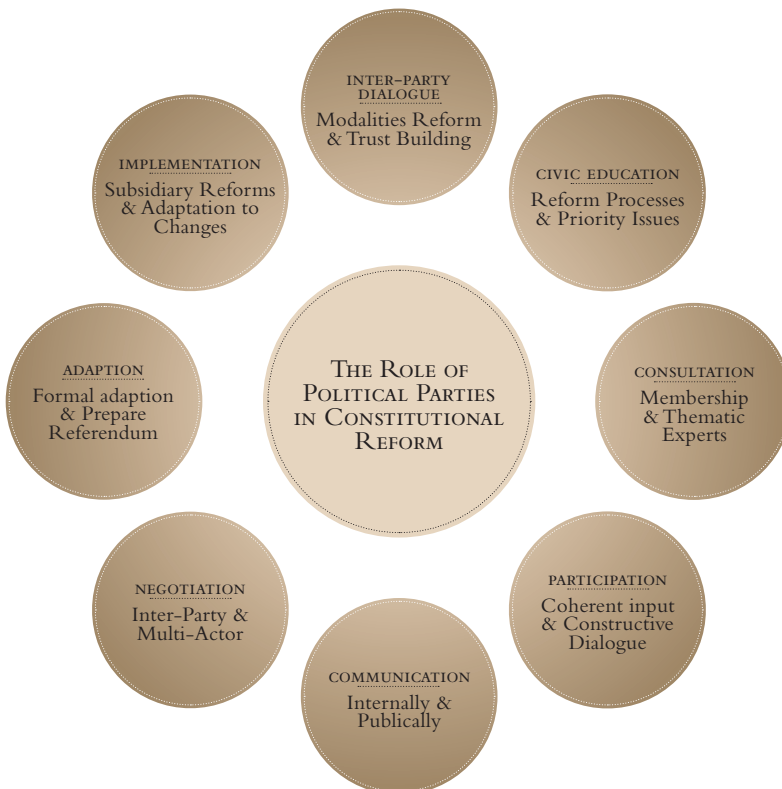 INTER-PARTY
DIALOGUE
Modalities Reform
& Trust Building
CIVIC EDUCATION
Reform Processes
& Priority Issues
CONSULTATION
Membership
& Thematic
Experts
PARTICIPATION
Coherent input
& Constructive
Dialogue
COMMUNICATION
Internally &
Publically
NEGOTIATION
Inter-Party &
Multi-Actor
ADAPTION
Formal adaption
& Prepare
Referendum
IMPLEMENTATION
Subsidiary Reforms
& Adaptation to
Changes
The Role of
Political Parties
in Constitutional
Reform